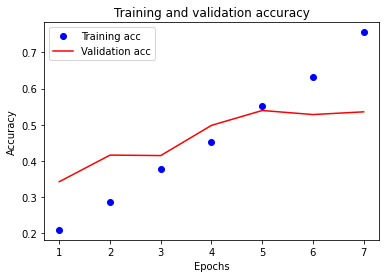 Training and validation accuracy
Training acc
Validation acc
Accuracy
0.7
0.6
0.5
0.4
0.3
0.2
1 2 3 4 5 6 7
Epochs